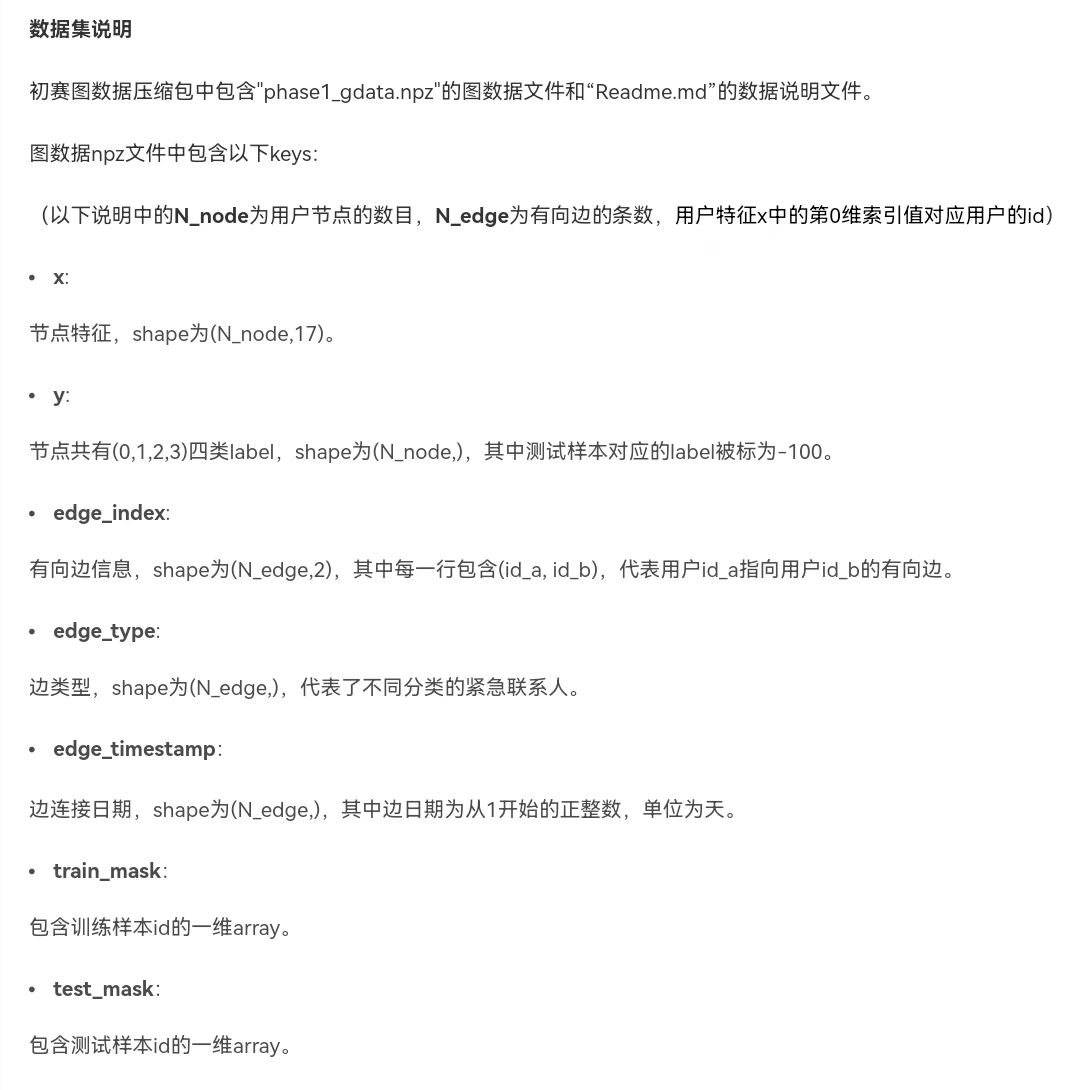 数据集说明
初赛图数据压缩包中包含"phase1_gdata.npz"的图数据文件和“Readme.md”的数据说明文件。
图数据npz文件中包含以下keys：
（以下说明中的N_node为用户节点的数目，N_edge为有向边的条数，用户特征x中的第0维索引值对应用户的id）
• x:
节点特征，shape为(N_node,17)。
• y:
节点共有(0,1,2,3)四类label，shape为(N_node,)，其中测试样本对应的label被标为-100。
• edge_index:
有向边信息，shape为(N_edge,2)，其中每一行包含(id_a, id_b)，代表用户id_a指向用户id_b的有向边。
• edge_type:
边类型，shape为(N_edge,)，代表了不同分类的紧急联系人。
• edge_timestamp：
边连接日期，shape为(N_edge,)，其中边日期为从1开始的正整数，单位为天。
• train_mask：
包含训练样本id的一维array。
• test_mask：
包含测试样本id的一维array。